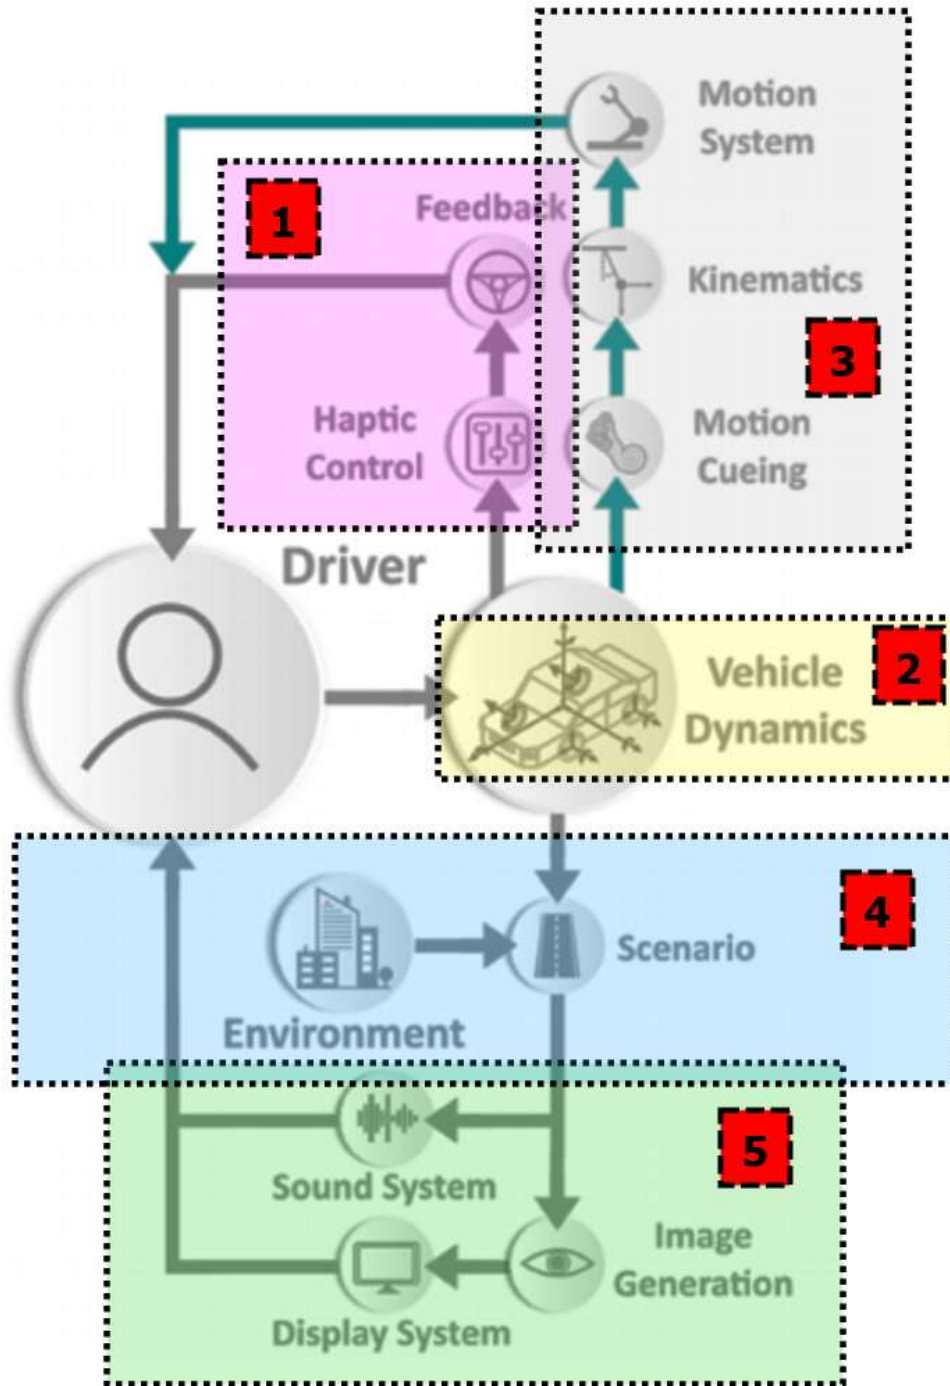 Motion
System
1
Feedback
Kinematics
3
Haptic
Control
Motion
Cueing
Driver
2
Vehicle
Dynamics
4
Scenario
Environment
5
Sound System
Image
Generation
Display System